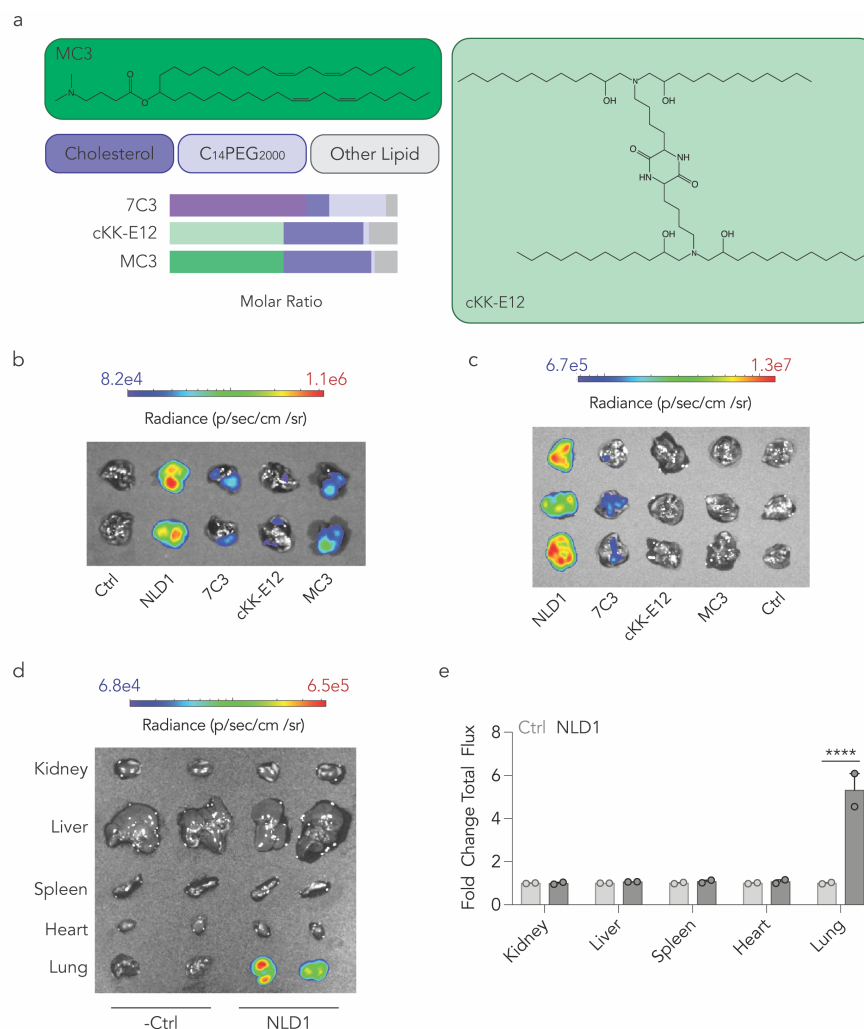 a
MC3
N
O
O
Cholesterol
C14PEG2000
Other Lipid
7C3
cKK-E12
MC3
Molar Ratio
N
OH
OH
O
NH
HN
O
OH
OH
N
cKK-E12
b
8.2e4
1.1e6
Radiance (p/sec/cm /sr)
Ctrl
NLD1
7C3
cKK-E12
MC3
c
6.7e5
1.3e7
Radiance (p/sec/cm /sr)
NLD1
7C3
cKK-E12
MC3
Ctrl
d
6.8e4
6.5e5
Radiance (p/sec/cm /sr)
Kidney
Liver
Spleen
Heart
Lung
-Ctrl
NLD1
e
Fold Change Total Flux
8
6
4
2
0
Ctrl NLD1
****
Kidney
Liver
Spleen
Heart
Lung